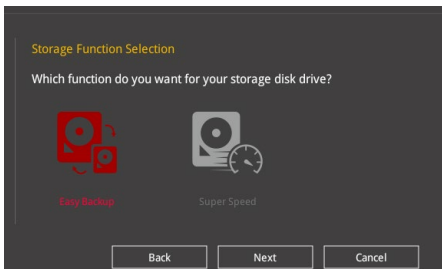 Storage Function Selection
Which function do you want for your storage disk drive?
Easy Backup
Super Speed
Back
Next
Cancel